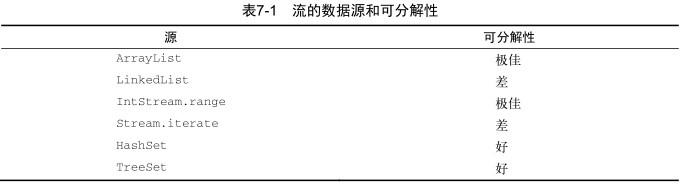 表7-1 流的数据源和可分解性
源 可分解性
ArrayList 极佳
LinkedList 差
IntStream.range 极佳
Stream.iterate 差
HashSet 好
TreeSet 好